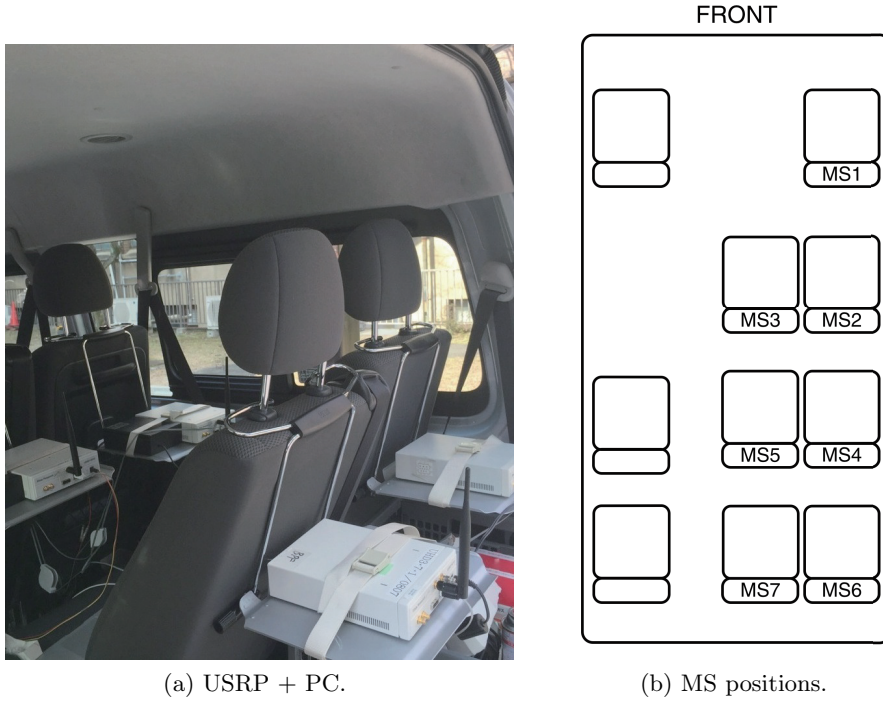 FRONT
MS1
MS3 MS2
MS5 MS4
MS7 MS6
(a) USRP + PC.
(b) MS positions.